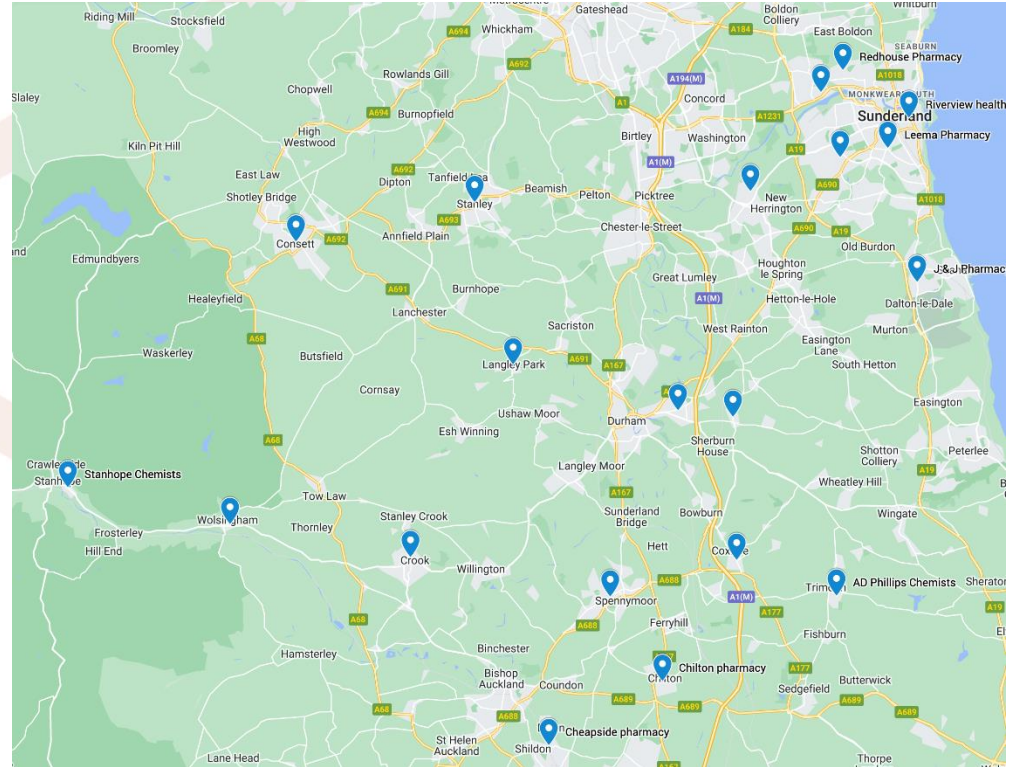 Riding Mill
Stocksfield
Gateshead
Whickham
A694
A184
Boldon
Colliery
Whitburn
Broomley
East Boldon
SEABURN
Redhouse Pharmacy
A692
Rowlands Gill
A194(M)
A1018
Slaley
Chopwell
A1
Concord
MONKWEARMOUTH
Riverview health
A694
Burnopfield
A1231
Sunderland
High
Westwood
Birtley
Washington
Leema Pharmacy
Kiln Pit Hill
A19
A692
A1(M)
East Law
Dipton
Tanfield Lea
A690
Shotley Bridge
Stanley
Beamish
Pelton
Picktree
New
Herrington
A1018
A693
Consett
A692
Annfield Plain
Chester-le-Street
A690
A19
Old Burdon
Edmundbyers
Houghton
le Spring
J & J Pharmac
Great Lumley
A691
Burnhope
A1(M)
Hetton-le-Hole
Dalton-le-Dale
Healeyfield
Lanchester
Sacriston
West Rainton
Murton
A68
Waskerley
Butsfield
Langley Park
A691
A167
Easington
Lane
South Hetton
Cornsay
Easington
Ushaw Moor
Durham
Esh Winning
A68
Sherburn
House
Shotton
Colliery
Peterlee
Langley Moor
A19
Stanhope
Stanhope Chemists
Wheatley Hill
A167
Tow Law
Wolsingham
Stanley Crook
Sunderland
Bridge
Bowburn
Wingate
Frosterley
Thornley
Hill End
Hett
Coxhoe
Crook
Willington
A688
Trimdon
AD Phillips Chemists
Spennymoor
A1(M)
A177
A19
A68
A688
Ferryhill
Fishburn
Binchester
Hamsterley
Chilton
Chilton pharmacy
A177
Bishop
Auckland
Coundon
A689
A689
Sedgefield
Butterwick
A68
A688
A689
Cheapside pharmacy
St Helen
Auckland
Shildon
Lane Head
A167
Thorpe